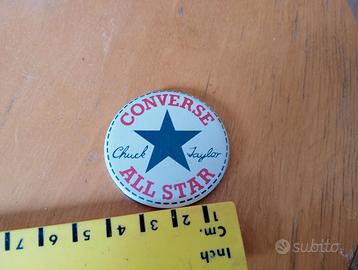 CONVERSE
Chuck Taylor
ALL STAR
1 2 3 4 5 6 7
Cm.
Inch
subito